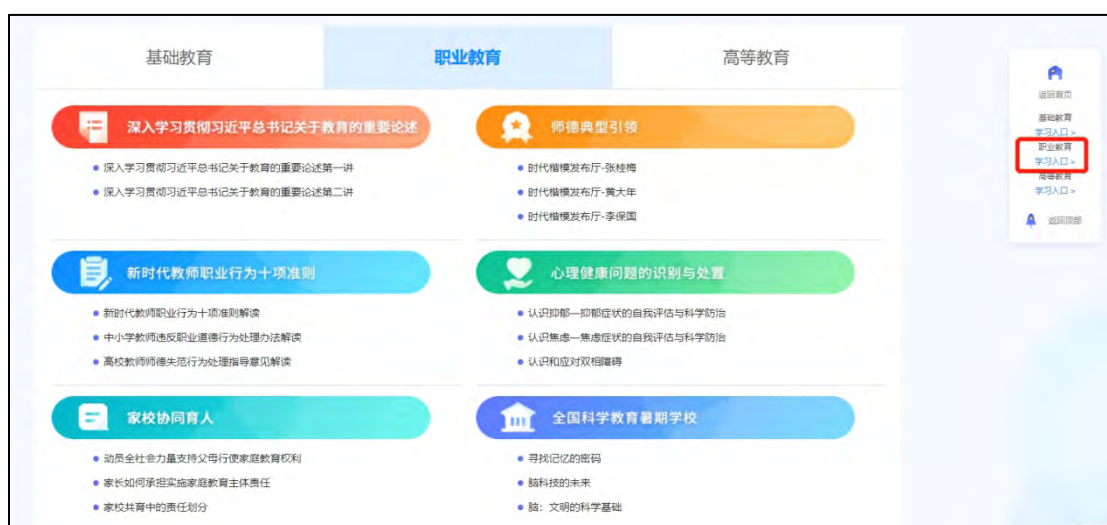 基础教育
职业教育
高等教育
深入学习贯彻习近平总书记关于教育的重要论述
深入学习贯彻习近平总书记关于教育的重要论述第一讲
深入学习贯彻习近平总书记关于教育的重要论述第二讲
师德典型引领
时代楷模发布厅-张桂梅
时代楷模发布厅-黄大年
时代楷模发布厅-李保国
新时代教师职业行为十项准则
新时代教师职业行为十项准则解读
中小学教师违反职业道德行为处理办法解读
高校教师师德失范行为处理指导意见解读
心理健康问题的识别与处置
认识抑郁—抑郁症状的自我评估与科学防治
认识焦虑—焦虑症状的自我评估与科学防治
认识和应对双相障碍
家校协同育人
动员全社会力量支持父母行使家庭教育权利
家长如何承担实施家庭教育主体责任
家校共育中的责任划分
全国科学教育暑期学校
寻找记忆的密码
脑科技的未来
脑：文明的科学基础
返回首页
基础教育
学习入口 >
职业教育
学习入口 >
高等教育
学习入口 >
返回顶部